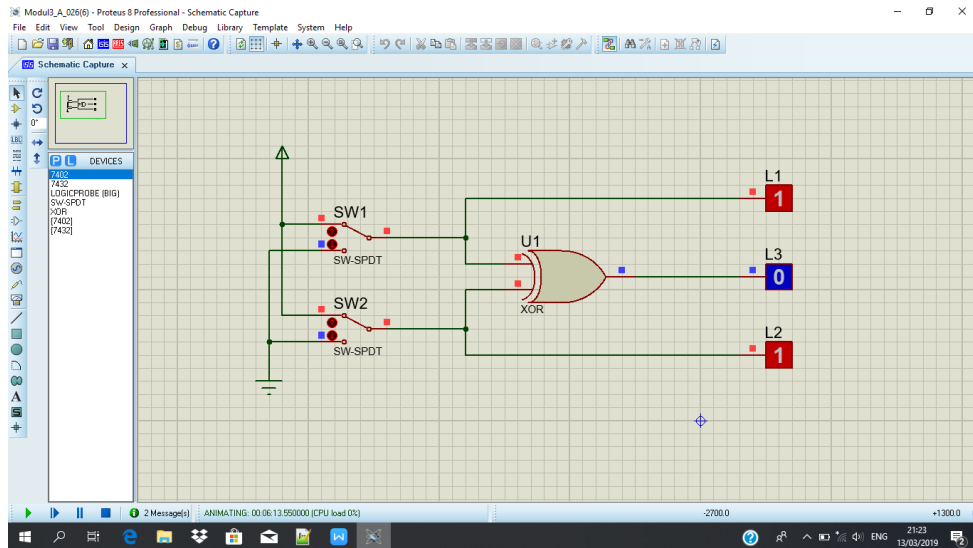 Modul3_A_026(6) - Proteus 8 Professional - Schematic Capture
File Edit View Tool Design Graph Debug Library Template System Help
Schematic Capture
0°
LBL
P L DEVICES
7402
7432
LOGICPROBE (BIG)
SW-SPDT
XOR
[7402]
[7432]
A
S
SW1
SW-SPDT
SW2
SW-SPDT
U1
XOR
L1
1
L3
0
L2
1
2 Message(s) ANIMATING: 00:06:13.550000 (CPU load 0%) -2700.0 +1300.0
ENG
21:23
13/03/2019
2